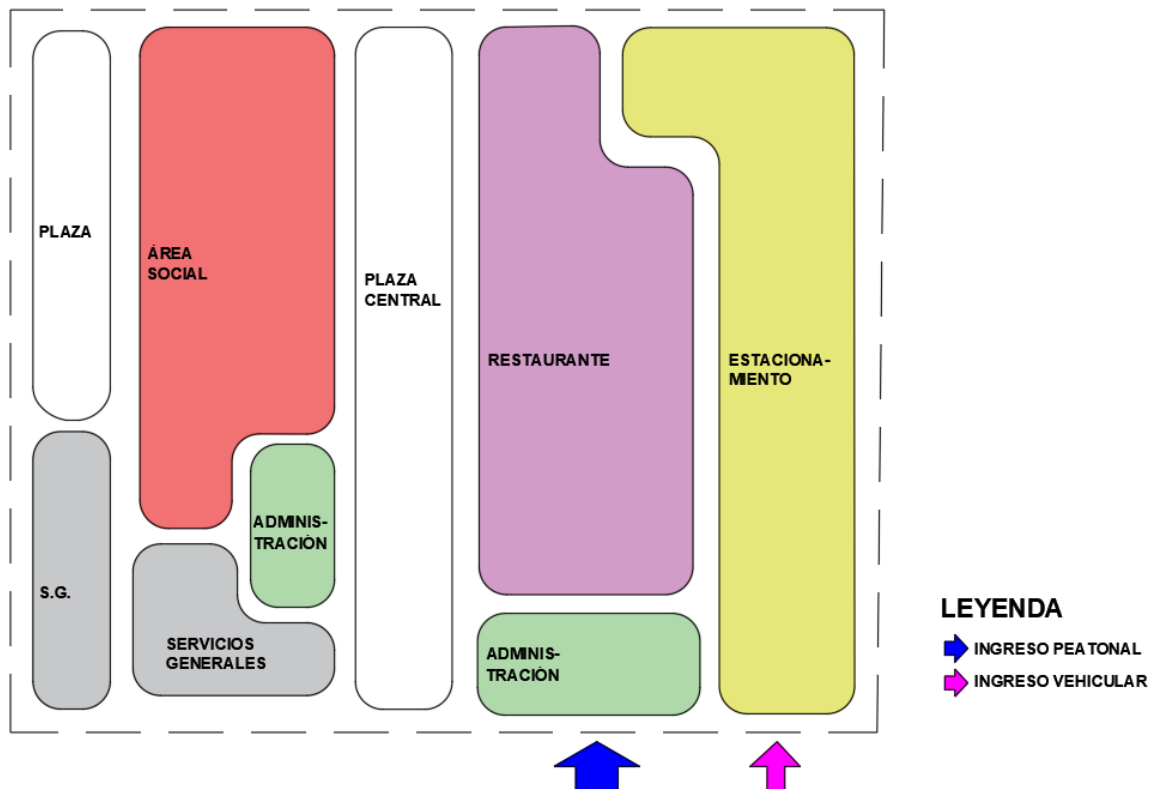 PLAZA
ÁREA
SOCIAL
PLAZA
CENTRAL
RESTAURANTE
ESTACIONA-
MIENTO
ADMINIS-
TRACIÓN
S.G.
SERVICIOS
GENERALES
ADMINIS-
TRACIÓN
LEYENDA
INGRESO PEATONAL
INGRESO VEHICULAR